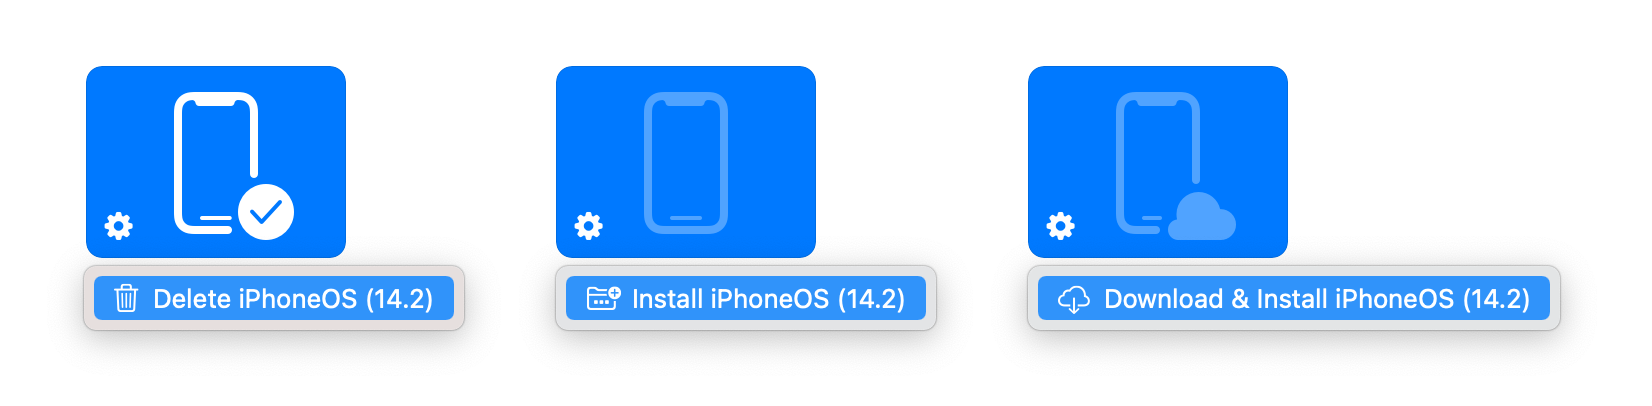 Delete iPhoneOS (14.2)
Install iPhoneOS (14.2)
Download & Install iPhoneOS (14.2)